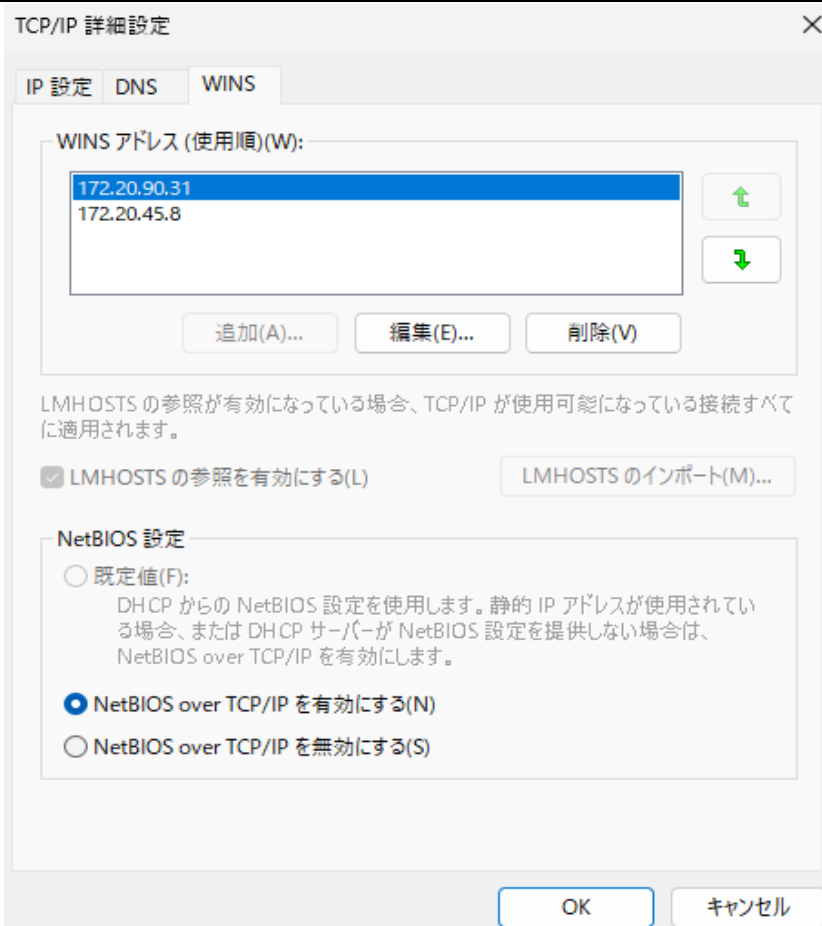 TCP/IP 詳細設定
IP 設定 DNS WINS
WINS アドレス (使用順)(W):
172.20.90.31
172.20.45.8
追加(A)... 編集(E)... 削除(V)
LMHOSTS の参照が有効になっている場合、TCP/IP が使用可能になっている接続すべて
に適用されます。
LMHOSTS の参照を有効にする(L) LMHOSTS のインポート(M)...
NetBIOS 設定
既定値(F):
DHCP からの NetBIOS 設定を使用します。静的 IP アドレスが使用されてい
る場合、または DHCP サーバーが NetBIOS 設定を提供しない場合は、
NetBIOS over TCP/IP を有効にします。
NetBIOS over TCP/IP を有効にする(N)
NetBIOS over TCP/IP を無効にする(S)
OK キャンセル